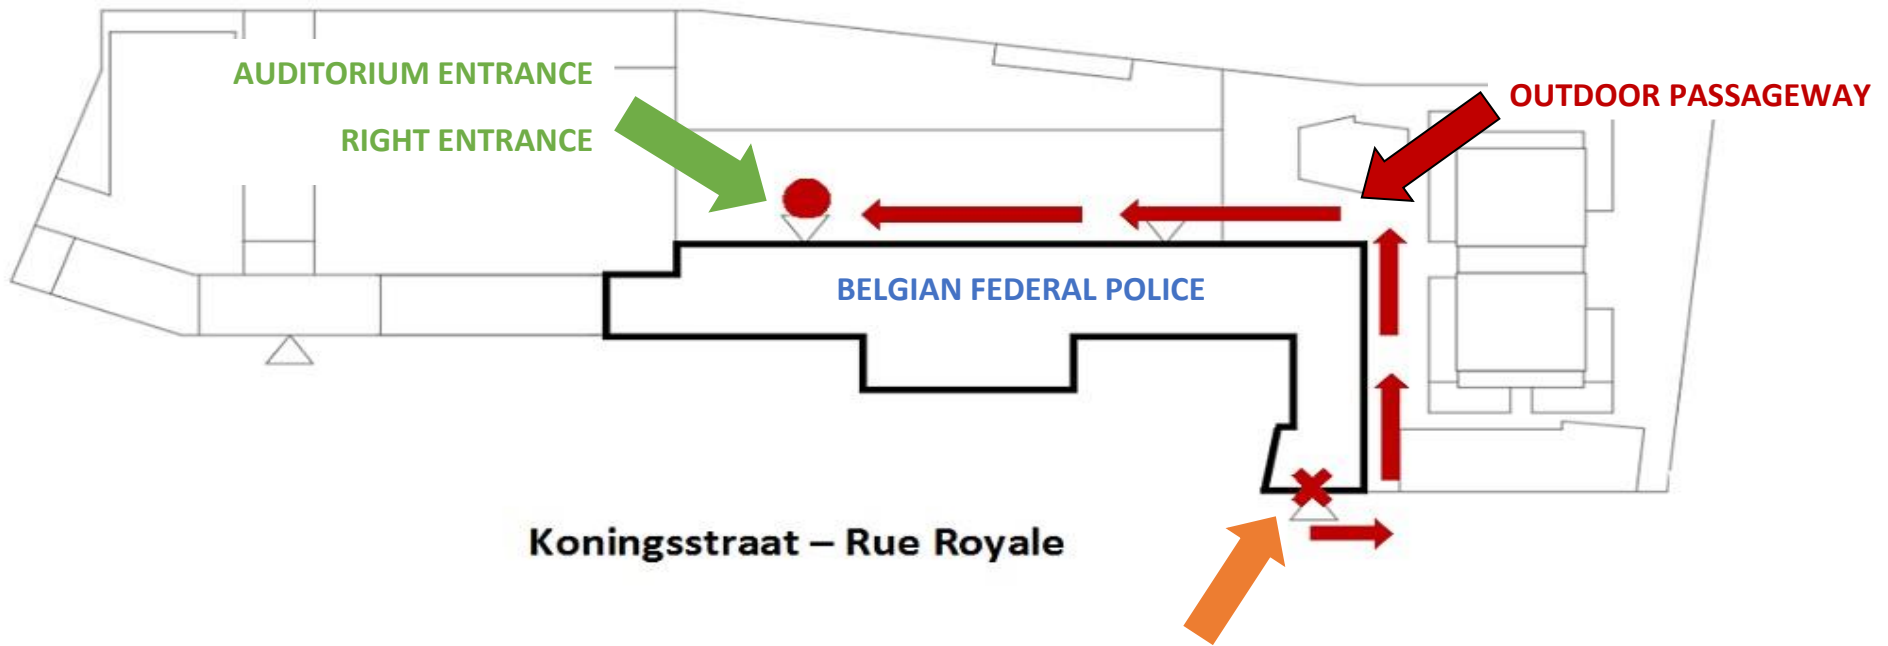 AUDITORIUM ENTRANCE
RIGHT ENTRANCE
OUTDOOR PASSAGEWAY
BELGIAN FEDERAL POLICE
Koningsstraat – Rue Royale